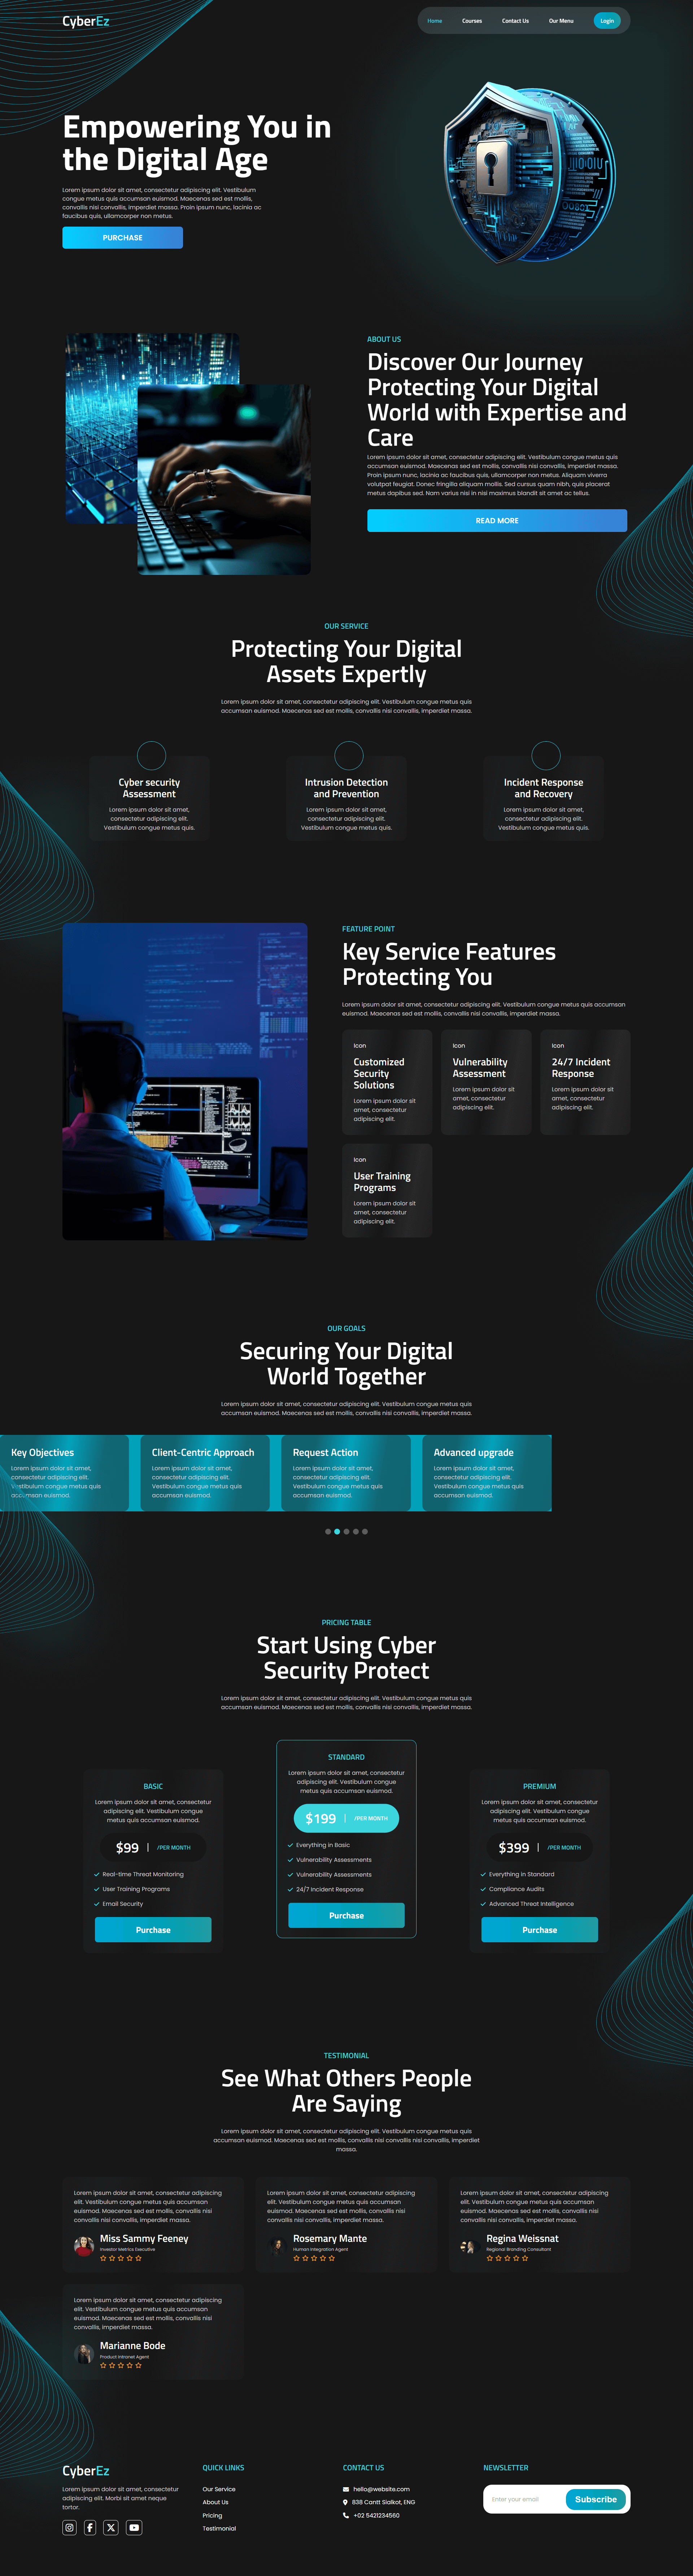 CyberEz
Home Courses Contact Us Our Menu Login
Empowering You in
the Digital Age
Lorem ipsum dolor sit amet, consectetur adipiscing elit. Vestibulum
congue metus quis accumsan euismod. Maecenas sed est mollis,
convallis nisi convallis, imperdiet massa. Proin ipsum nunc, lacinia ac
faucibus quis, ullamcorper non metus.
PURCHASE
ABOUT US
Discover Our Journey
Protecting Your Digital
World with Expertise and
Care
Lorem ipsum dolor sit amet, consectetur adipiscing elit. Vestibulum congue metus quis
accumsan euismod. Maecenas sed est mollis, convallis nisi convallis, imperdiet massa.
Proin ipsum nunc, lacinia ac faucibus quis, ullamcorper non metus. Aliquam viverra
volutpat feugiat. Donec fringilla aliquam mollis. Sed cursus quam nibh, quis placerat
metus dapibus sed. Nam varius nisi in nisi maximus blandit sit amet ac tellus.
READ MORE
OUR SERVICE
Protecting Your Digital
Assets Expertly
Lorem ipsum dolor sit amet, consectetur adipiscing elit. Vestibulum congue metus quis
accumsan euismod. Maecenas sed est mollis, convallis nisi convallis, imperdiet massa.
Cyber security
Assessment
Lorem ipsum dolor sit amet,
consectetur adipiscing elit.
Vestibulum congue metus quis.
Intrusion Detection
and Prevention
Lorem ipsum dolor sit amet,
consectetur adipiscing elit.
Vestibulum congue metus quis.
Incident Response
and Recovery
Lorem ipsum dolor sit amet,
consectetur adipiscing elit.
Vestibulum congue metus quis.
FEATURE POINT
Key Service Features
Protecting You
Lorem ipsum dolor sit amet, consectetur adipiscing elit. Vestibulum congue metus quis accumsan
euismod. Maecenas sed est mollis, convallis nisi convallis, imperdiet massa.
Icon
Customized
Security
Solutions
Lorem ipsum dolor sit
amet, consectetur
adipiscing elit.
Icon
Vulnerability
Assessment
Lorem ipsum dolor sit
amet, consectetur
adipiscing elit.
Icon
24/7 Incident
Response
Lorem ipsum dolor sit
amet, consectetur
adipiscing elit.
Icon
User Training
Programs
Lorem ipsum dolor sit
amet, consectetur
adipiscing elit.
OUR GOALS
Securing Your Digital
World Together
Lorem ipsum dolor sit amet, consectetur adipiscing elit. Vestibulum congue metus quis
accumsan euismod. Maecenas sed est mollis, convallis nisi convallis, imperdiet massa.
Key Objectives
Lorem ipsum dolor sit amet,
consectetur adipiscing elit.
Vestibulum congue metus quis
accumsan euismod.
Client-Centric Approach
Lorem ipsum dolor sit amet,
consectetur adipiscing elit.
Vestibulum congue metus quis
accumsan euismod.
Request Action
Lorem ipsum dolor sit amet,
consectetur adipiscing elit.
Vestibulum congue metus quis
accumsan euismod.
Advanced upgrade
Lorem ipsum dolor sit amet,
consectetur adipiscing elit.
Vestibulum congue metus quis
accumsan euismod.
PRICING TABLE
Start Using Cyber
Security Protect
Lorem ipsum dolor sit amet, consectetur adipiscing elit. Vestibulum congue metus quis
accumsan euismod. Maecenas sed est mollis, convallis nisi convallis, imperdiet massa.
BASIC
Lorem ipsum dolor sit amet, consectetur
adipiscing elit. Vestibulum congue
metus quis accumsan euismod.
$99 | /PER MONTH
Real-time Threat Monitoring
User Training Programs
Email Security
Purchase
STANDARD
Lorem ipsum dolor sit amet, consectetur
adipiscing elit. Vestibulum congue
metus quis accumsan euismod.
$199 | /PER MONTH
Everything in Basic
Vulnerability Assessments
Vulnerability Assessments
24/7 Incident Response
Purchase
PREMIUM
Lorem ipsum dolor sit amet, consectetur
adipiscing elit. Vestibulum congue
metus quis accumsan euismod.
$399 | /PER MONTH
Everything in Standard
Compliance Audits
Advanced Threat Intelligence
Purchase
TESTIMONIAL
See What Others People
Are Saying
Lorem ipsum dolor sit amet, consectetur adipiscing elit. Vestibulum congue metus quis
accumsan euismod. Maecenas sed est mollis, convallis nisi convallis nisi convallis, imperdiet
massa.
Lorem ipsum dolor sit amet, consectetur adipiscing
elit. Vestibulum congue metus quis accumsan
euismod. Maecenas sed est mollis, convallis nisi
convallis nisi convallis, imperdiet massa.
Miss Sammy Feeney
Investor Metrics Executive
Lorem ipsum dolor sit amet, consectetur adipiscing
elit. Vestibulum congue metus quis accumsan
euismod. Maecenas sed est mollis, convallis nisi
convallis nisi convallis, imperdiet massa.
Rosemary Mante
Human Integration Agent
Lorem ipsum dolor sit amet, consectetur adipiscing
elit. Vestibulum congue metus quis accumsan
euismod. Maecenas sed est mollis, convallis nisi
convallis nisi convallis, imperdiet massa.
Regina Weissnat
Regional Branding Consultant
Lorem ipsum dolor sit amet, consectetur adipiscing
elit. Vestibulum congue metus quis accumsan
euismod. Maecenas sed est mollis, convallis nisi
convallis, imperdiet massa.
Marianne Bode
Product Intranet Agent
CyberEz
Lorem ipsum dolor sit amet, consectetur
adipiscing elit. Morbi sit amet neque
tortor.
QUICK LINKS
Our Service
About Us
Pricing
Testimonial
CONTACT US
hello@website.com
838 Cantt Sialkot, ENG
+02 5421234560
NEWSLETTER
Enter your email
Subscribe